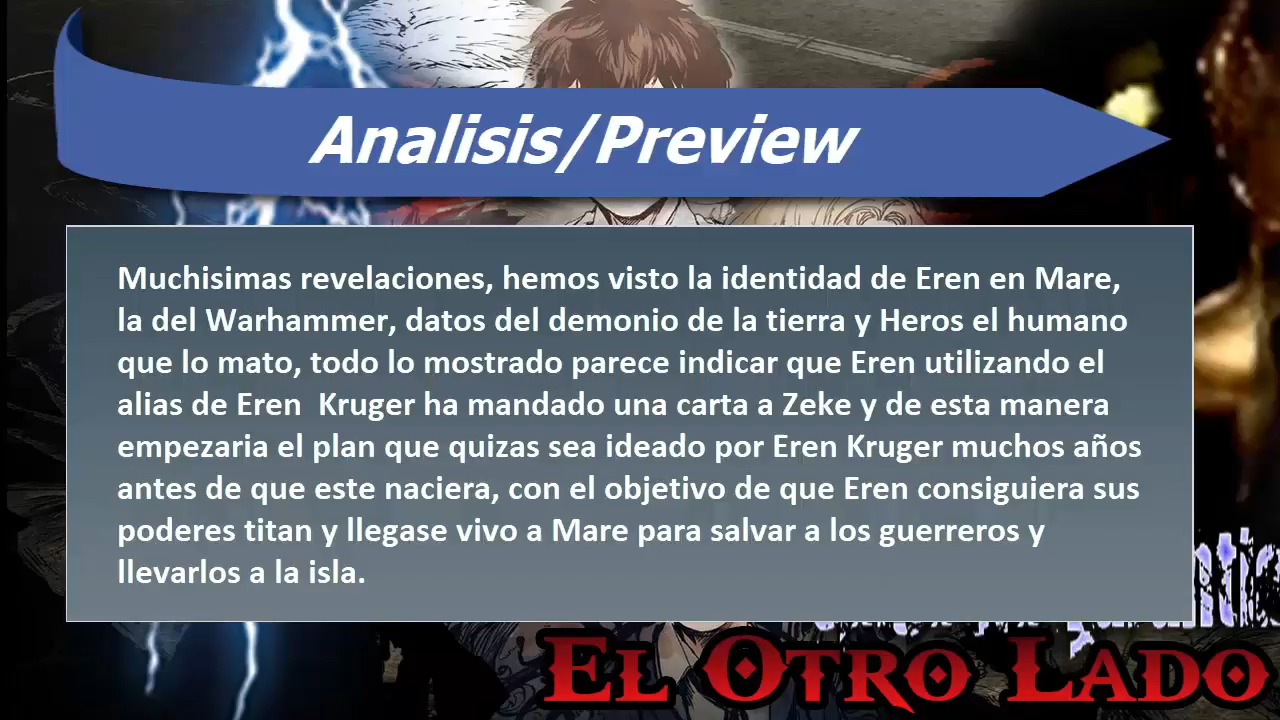 Analisis/Preview
Muchisimas revelaciones, hemos visto la identidad de Eren en Mare,
la del Warhammer, datos del demonio de la tierra y Heros el humano
que lo mato, todo lo mostrado parece indicar que Eren utilizando el
alias de Eren  Kruger ha mandado una carta a Zeke y de esta manera
empezaria el plan que quizas sea ideado por Eren Kruger muchos años
antes de que este naciera, con el objetivo de que Eren consiguiera sus
poderes titan y llegase vivo a Mare para salvar a los guerreros y
llevarlos a la isla.
El Otro Lado